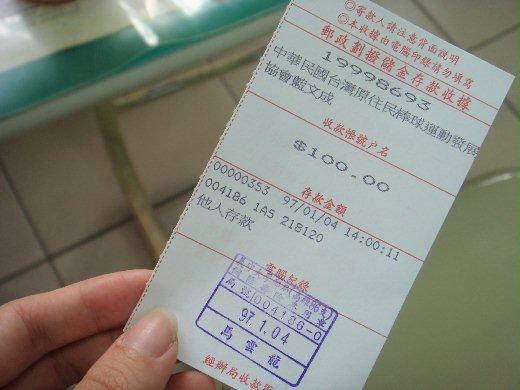 ◎寄款人請注意背面說明
◎本收據由電腦印錄請勿填寫
郵政劃撥儲金存款收據
19998693
中華民國台灣原住民棒球運動發展
協會藍文成
收款帳號戶名
$100.00
存款金額
00000353 97/01/04 14:00:11
004186 1A5 218120
他人存款
電腦紀錄
局號 004186-0
97.1.04
馬雲龍
經辦局收款